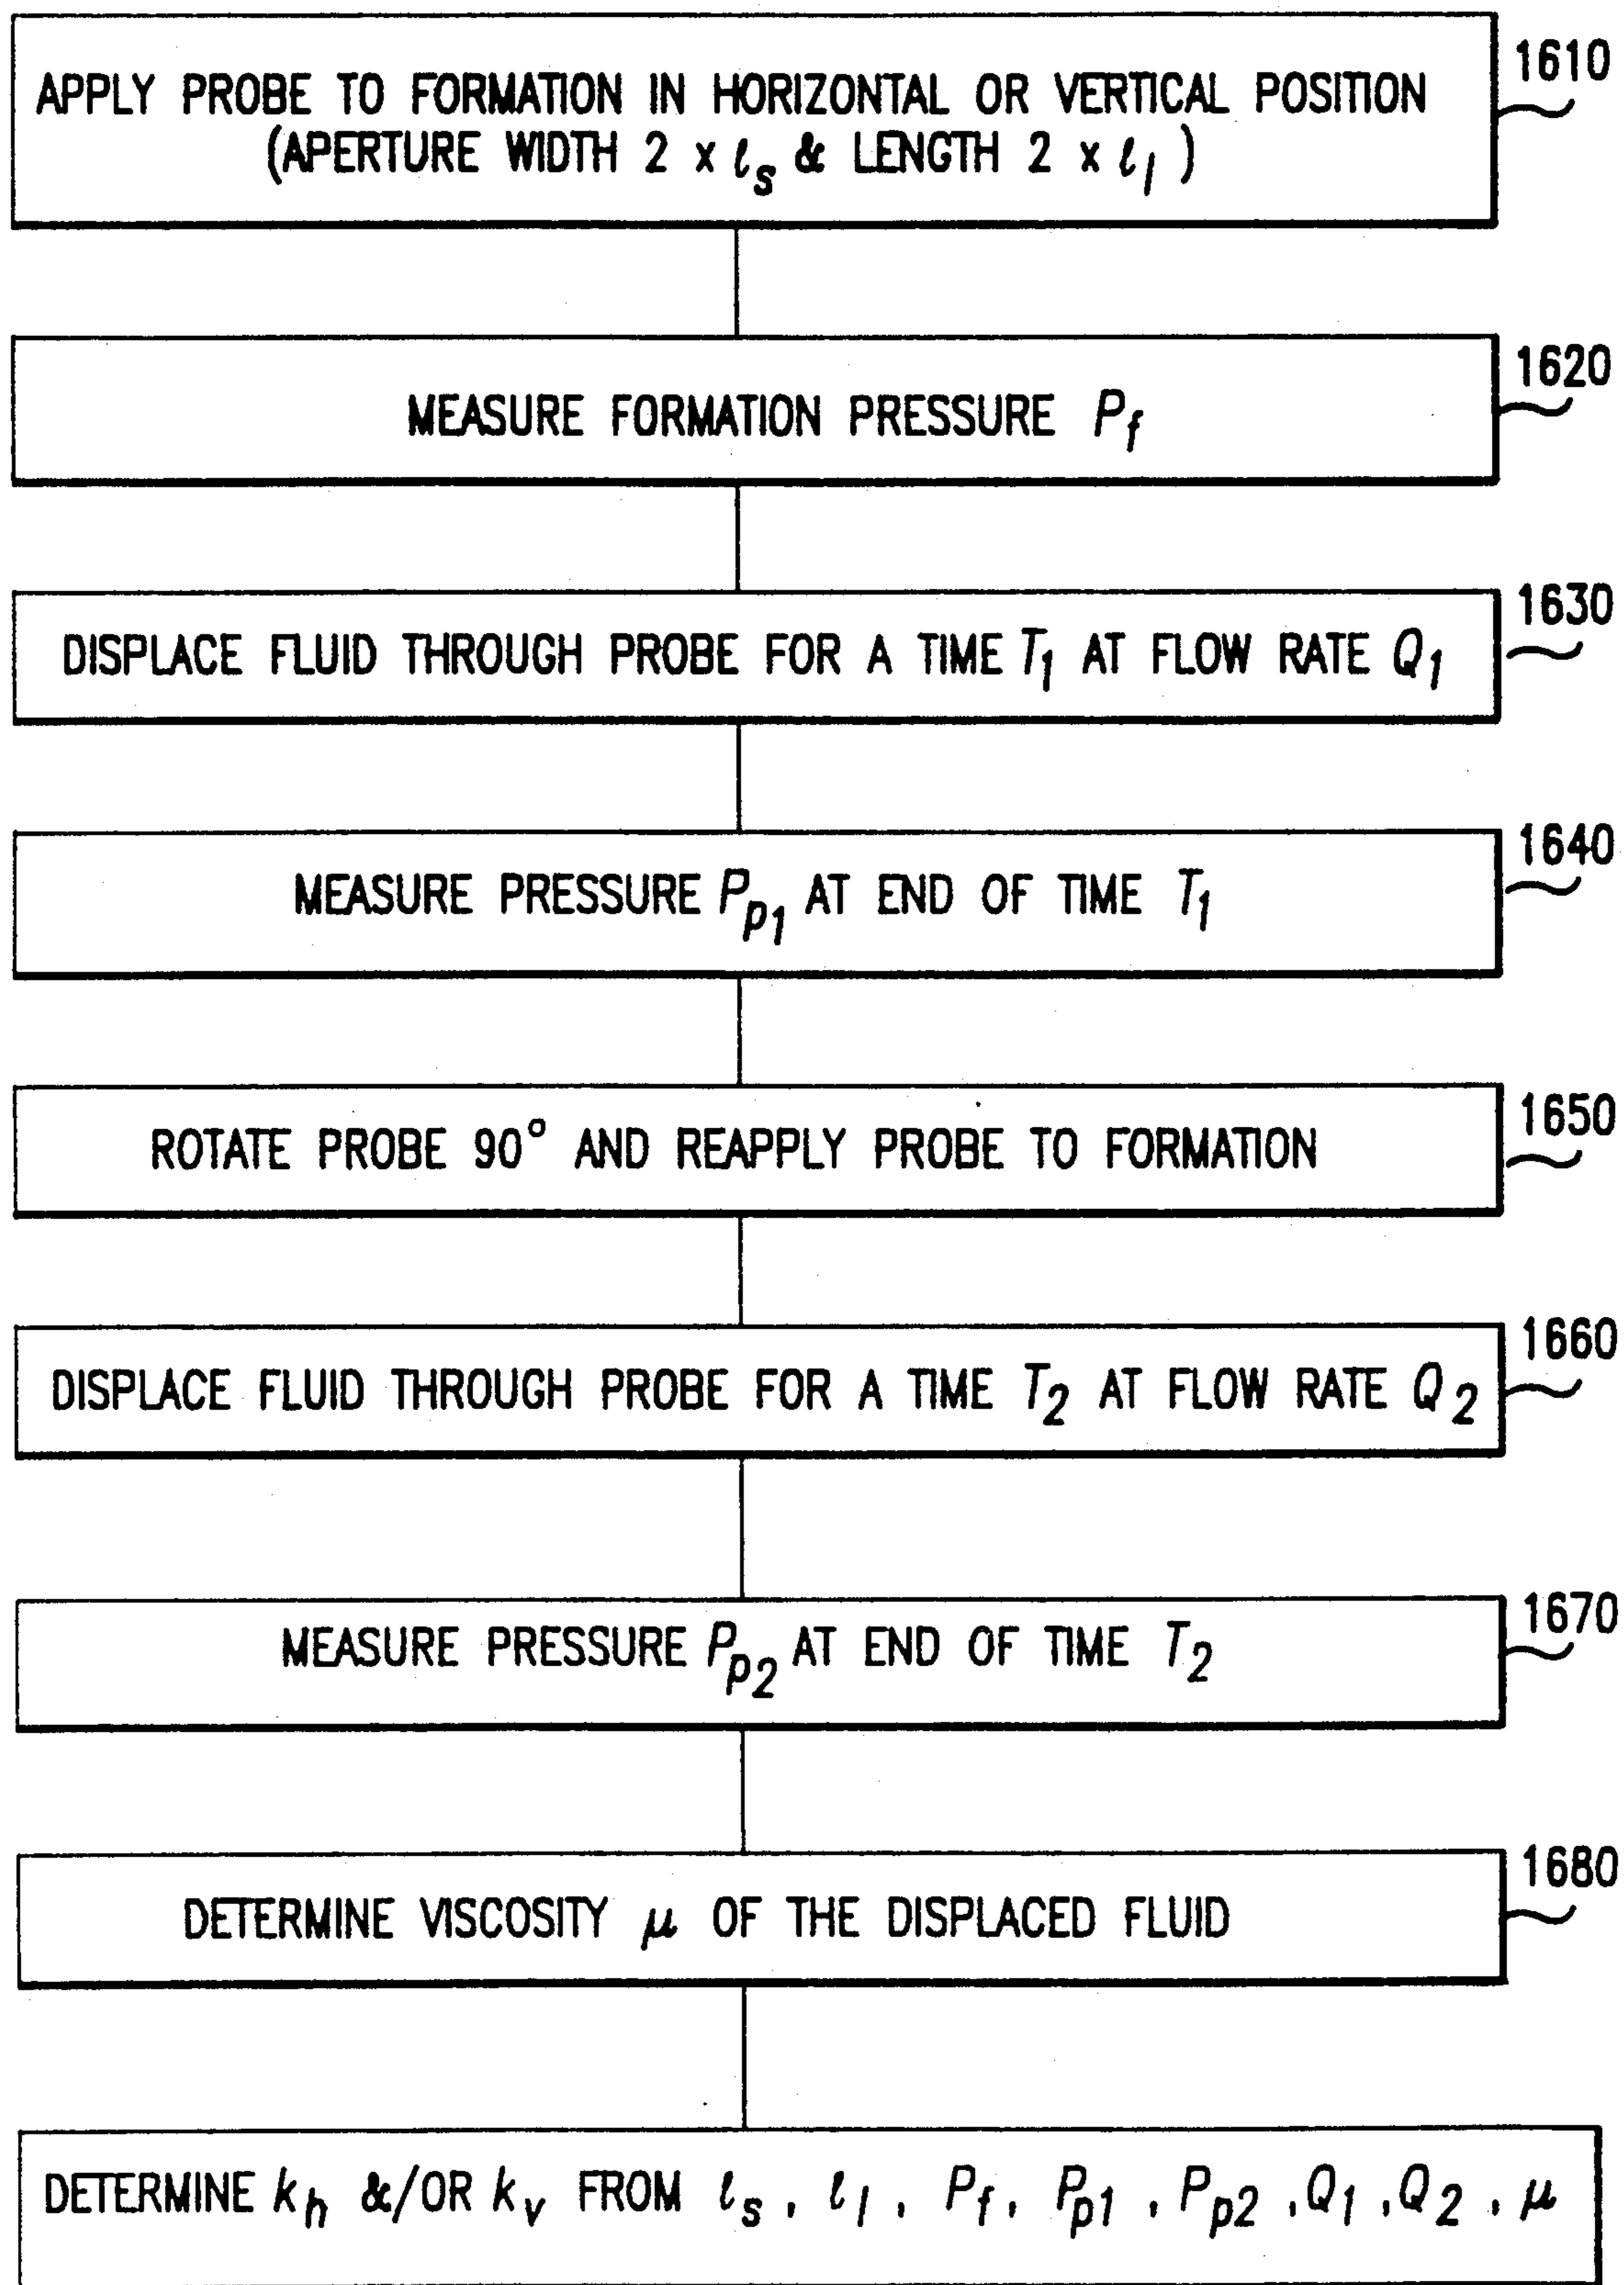 1610
APPLY PROBE TO FORMATION IN HORIZONTAL OR VERTICAL POSITION
(APERTURE WIDTH 2 x ℓs & LENGTH 2 x ℓl)
1620
MEASURE FORMATION PRESSURE Pf
1630
DISPLACE FLUID THROUGH PROBE FOR A TIME T1 AT FLOW RATE Q1
1640
MEASURE PRESSURE Pp1 AT END OF TIME T1
1650
ROTATE PROBE 90° AND REAPPLY PROBE TO FORMATION
1660
DISPLACE FLUID THROUGH PROBE FOR A TIME T2 AT FLOW RATE Q2
1670
MEASURE PRESSURE Pp2 AT END OF TIME T2
1680
DETERMINE VISCOSITY μ OF THE DISPLACED FLUID
DETERMINE kh &/OR kv FROM ℓs, ℓl, Pf, Pp1, Pp2, Q1, Q2, μ